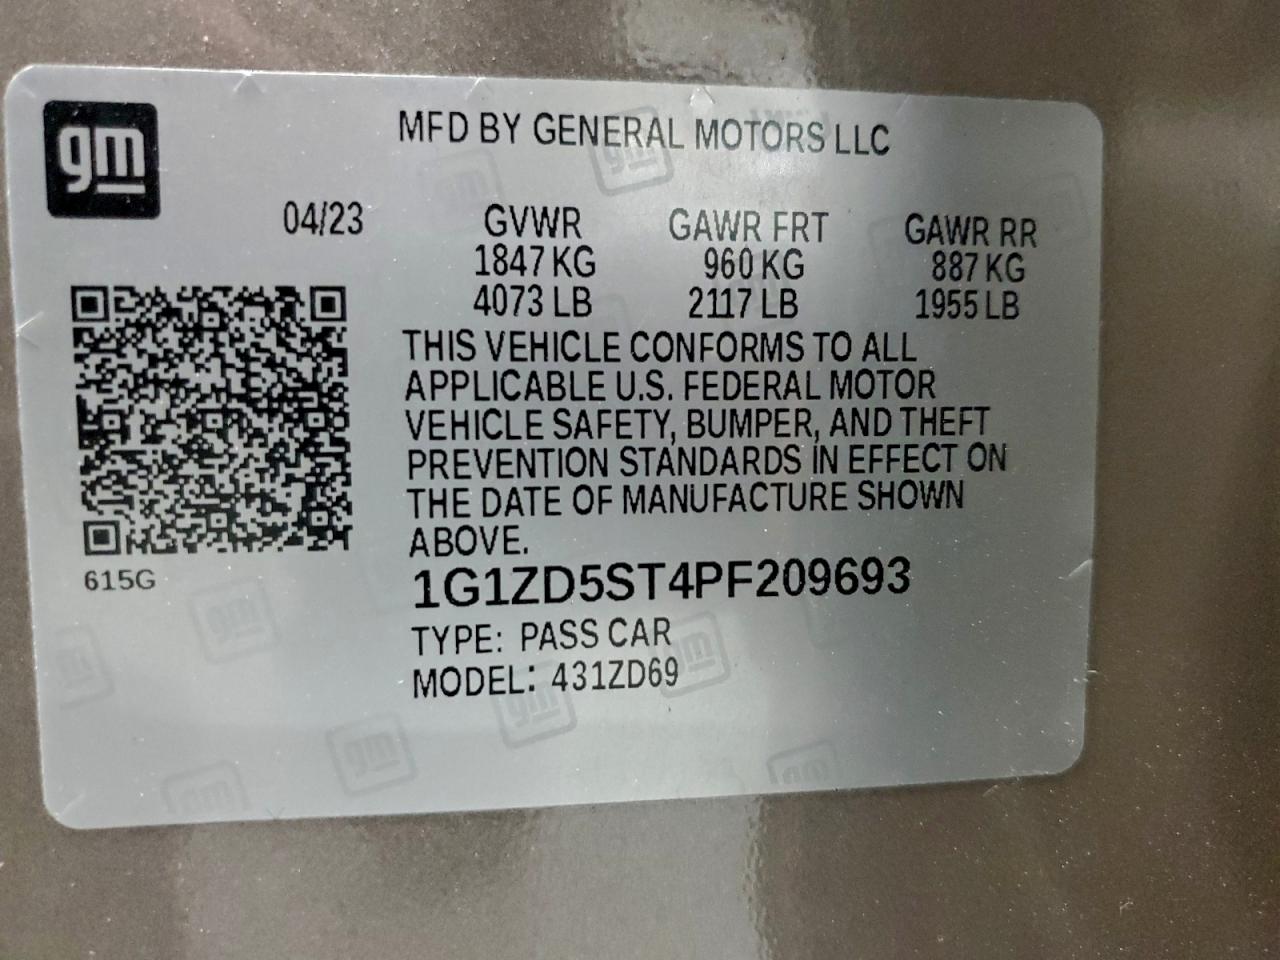 gm
MFD BY GENERAL MOTORS LLC
04/23 GVWR GAWR FRT GAWR RR
1847 KG 960 KG 887 KG
4073 LB 2117 LB 1955 LB
THIS VEHICLE CONFORMS TO ALL
APPLICABLE U.S. FEDERAL MOTOR
VEHICLE SAFETY, BUMPER, AND THEFT
PREVENTION STANDARDS IN EFFECT ON
THE DATE OF MANUFACTURE SHOWN
ABOVE.
615G
1G1ZD5ST4PF209693
TYPE: PASS CAR
MODEL: 431ZD69